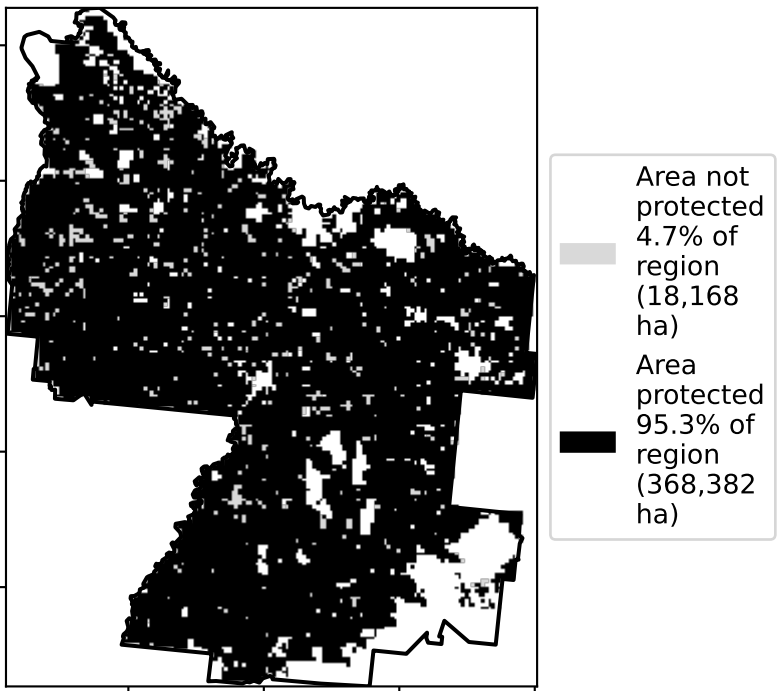 Area not
protected
4.7% of
region
(18,168
ha)
Area
protected
95.3% of
region
(368,382
ha)